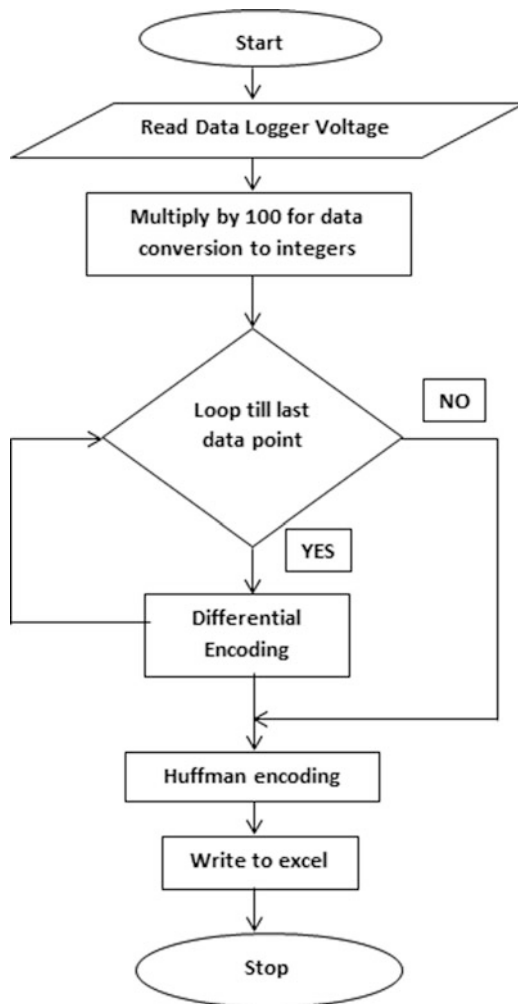 Start
Read Data Logger Voltage
Multiply by 100 for data
conversion to integers
Loop till last
data point
NO
YES
Differential
Encoding
Huffman encoding
Write to excel
Stop